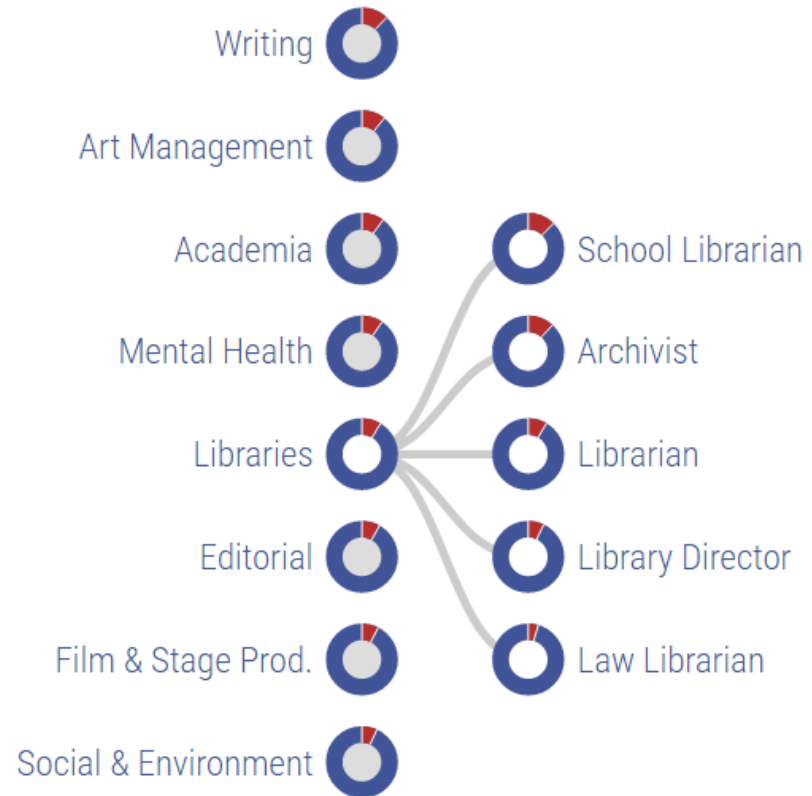 Writing
Art Management
Academia
School Librarian
Mental Health
Archivist
Libraries
Librarian
Editorial
Library Director
Film & Stage Prod.
Law Librarian
Social & Environment